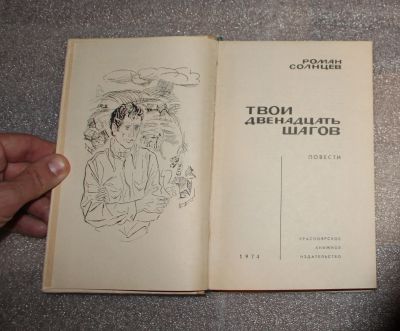 РОМАН
СОЛНЦЕВ
ТВОИ
ДВЕНАДЦАТЬ
ШАГОВ
ПОВЕСТИ
КРАСНОЯРСКОЕ
КНИЖНОЕ
1974 ИЗДАТЕЛЬСТВО